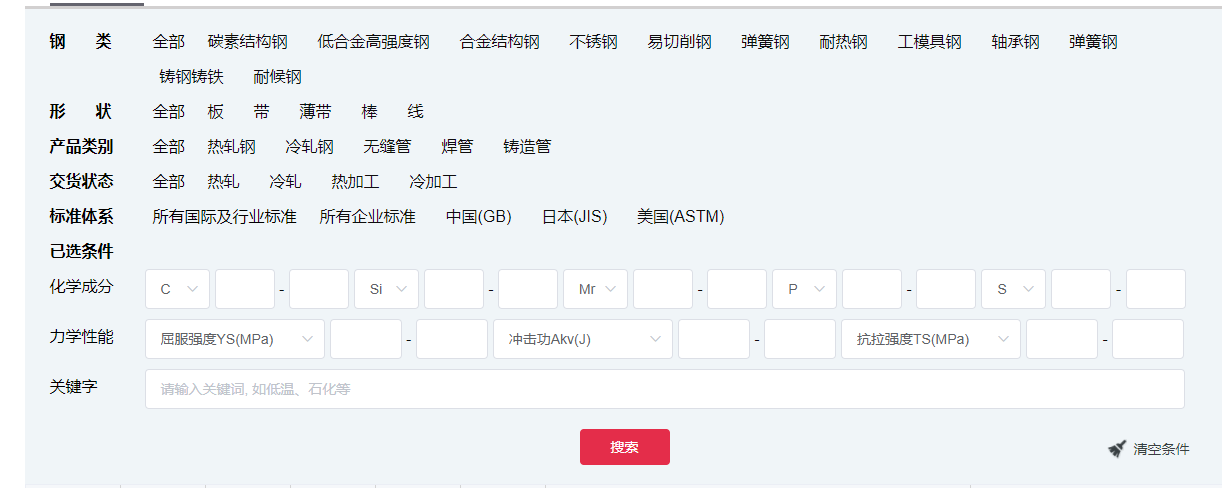 钢 类 全部 碳素结构钢 低合金高强度钢 合金结构钢 不锈钢 易切削钢 弹簧钢 耐热钢 工模具钢 轴承钢 弹簧钢
铸钢铸铁 耐候钢
形 状 全部 板 带 薄带 棒 线
产品类别 全部 热轧钢 冷轧钢 无缝管 焊管 铸造管
交货状态 全部 热轧 冷轧 热加工 冷加工
标准体系 所有国际及行业标准 所有企业标准 中国(GB) 日本(JIS) 美国(ASTM)
已选条件
化学成分 C - Si - Mr - P - S -
力学性能 屈服强度YS(MPa) - 冲击功Akv(J) - 抗拉强度TS(MPa) -
关键字 请输入关键词, 如低温、石化等
搜索 清空条件